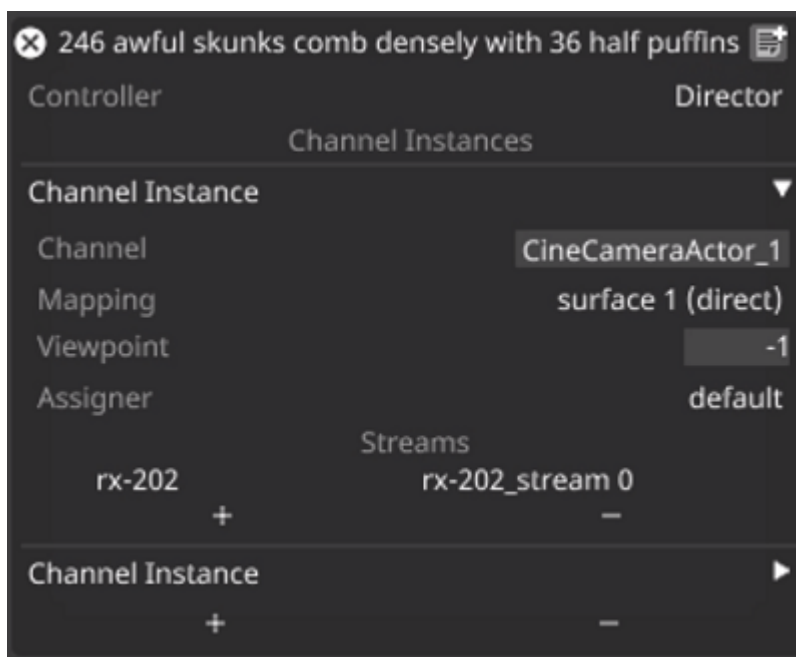 246 awful skunks comb densely with 36 half puffins
Controller Director
Channel Instances
Channel Instance
Channel CineCameraActor_1
Mapping surface 1 (direct)
Viewpoint -1
Assigner default
Streams
rx-202 rx-202_stream 0
+ −
Channel Instance
+ −